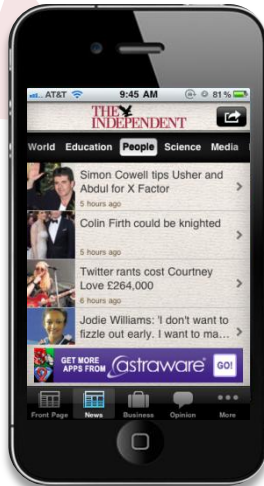 AT&T 9:45 AM 81%
THE
INDEPENDENT
World Education People Science Media
Simon Cowell tips Usher and
Abdul for X Factor
5 hours ago
Colin Firth could be knighted
5 hours ago
Twitter rants cost Courtney
Love £264,000
6 hours ago
Jodie Williams: 'I don't want to
fizzle out early. I want to ma...
GET MORE
APPS FROM astraware GO!
Front Page News Business Opinion More